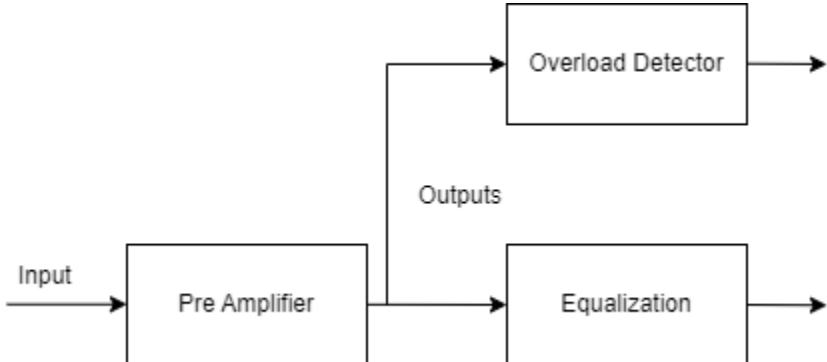 Overload Detector
Outputs
Input
Pre Amplifier
Equalization